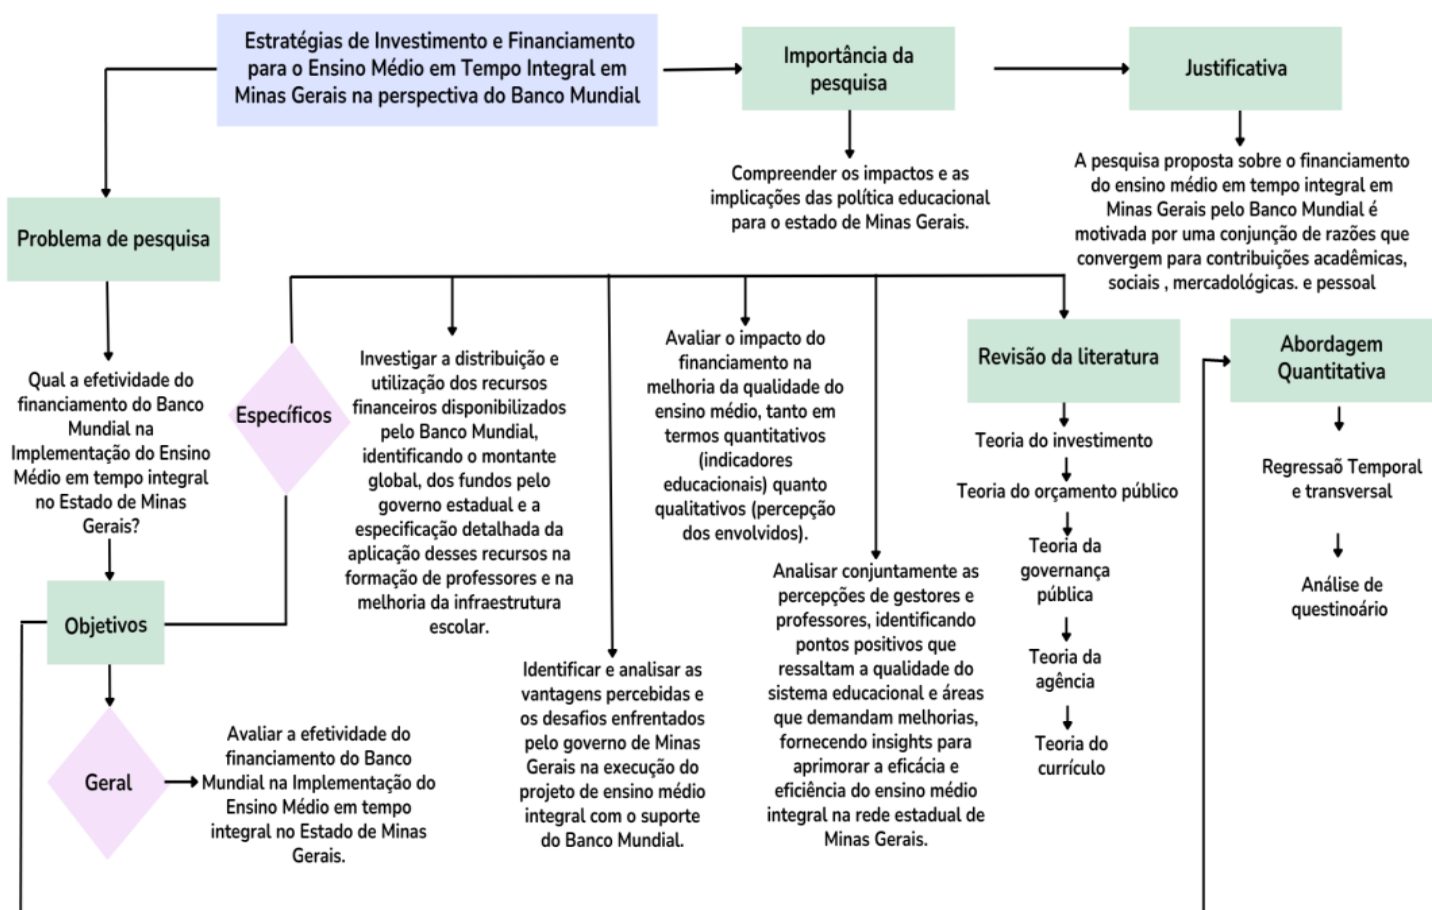 Estratégias de Investimento e Financiamento
para o Ensino Médio em Tempo Integral em
Minas Gerais na perspectiva do Banco Mundial
Importância da
pesquisa
Justificativa
Compreender os impactos e as
implicações das política educacional
para o estado de Minas Gerais.
A pesquisa proposta sobre o financiamento
do ensino médio em tempo integral em
Minas Gerais pelo Banco Mundial é
motivada por uma conjunção de razões que
convergem para contribuições acadêmicas,
sociais , mercadológicas. e pessoal
Problema de pesquisa
Qual a efetividade do
financiamento do Banco
Mundial na
Implementação do Ensino
Médio em tempo integral
no Estado de Minas
Gerais?
Objetivos
Geral
Avaliar a efetividade do
financiamento do Banco
Mundial na Implementação do
Ensino Médio em tempo
integral no Estado de Minas
Gerais.
Específicos
Investigar a distribuição e
utilização dos recursos
financeiros disponibilizados
pelo Banco Mundial,
identificando o montante
global, dos fundos pelo
governo estadual e a
especificação detalhada da
aplicação desses recursos na
formação de professores e na
melhoria da infraestrutura
escolar.
Identificar e analisar as
vantagens percebidas e
os desafios enfrentados
pelo governo de Minas
Gerais na execução do
projeto de ensino médio
integral com o suporte
do Banco Mundial.
Avaliar o impacto do
financiamento na
melhoria da qualidade do
ensino médio, tanto em
termos quantitativos
(indicadores
educacionais) quanto
qualitativos (percepção
dos envolvidos).
Analisar conjuntamente as
percepções de gestores e
professores, identificando
pontos positivos que
ressaltam a qualidade do
sistema educacional e áreas
que demandam melhorias,
fornecendo insights para
aprimorar a eficácia e
eficiência do ensino médio
integral na rede estadual de
Minas Gerais.
Revisão da literatura
Teoria do investimento
Teoria do orçamento público
Teoria da
governança
pública
Teoria da
agência
Teoria do
currículo
Abordagem
Quantitativa
Regressaõ Temporal
e transversal
Análise de
questinoário